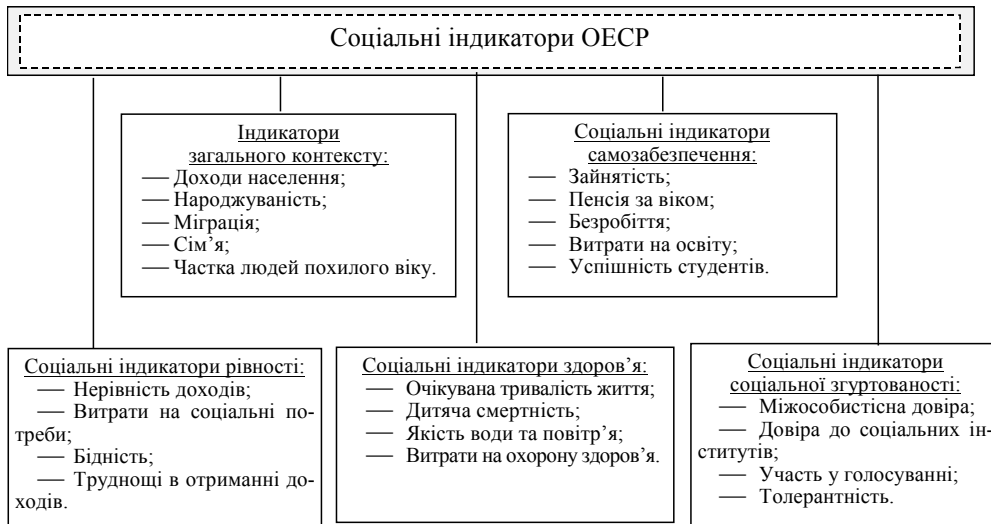 Соціальні індикатори ОЕСР
Індикатори
загального контексту:
— Доходи населення;
— Народжуваність;
— Міграція;
— Сім’я;
— Частка людей похилого віку.
Соціальні індикатори
самозабезпечення:
— Зайнятість;
— Пенсія за віком;
— Безробіття;
— Витрати на освіту;
— Успішність студентів.
Соціальні індикатори рівності:
— Нерівність доходів;
— Витрати на соціальні по-
треби;
— Бідність;
— Труднощі в отриманні до-
ходів.
Соціальні індикатори здоров’я:
— Очікувана тривалість життя;
— Дитяча смертність;
— Якість води та повітр’я;
— Витрати на охорону здоров’я.
Соціальні індикатори
соціальної згуртованості:
— Міжособистісна довіра;
— Довіра до соціальних ін-
ститутів;
— Участь у голосуванні;
— Толерантність.